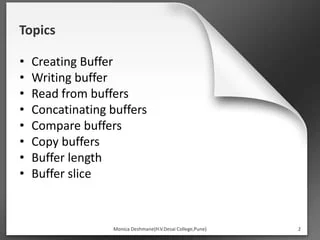 Topics
• Creating Buffer
• Writing buffer
• Read from buffers
• Concatinating buffers
• Compare buffers
• Copy buffers
• Buffer length
• Buffer slice
Monica Deshmane(H.V.Desai College,Pune) 2